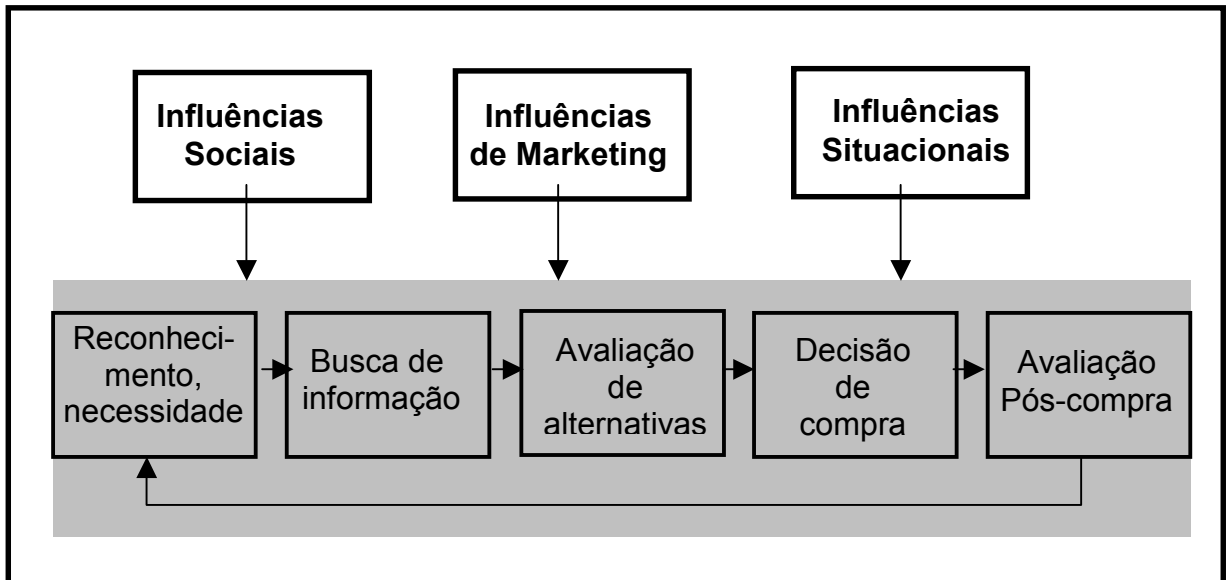 Influências
Sociais
Influências
de Marketing
Influências
Situacionais
Reconheci-
mento,
necessidade
Busca de
informação
Avaliação
de
alternativas
Decisão
de
compra
Avaliação
Pós-compra